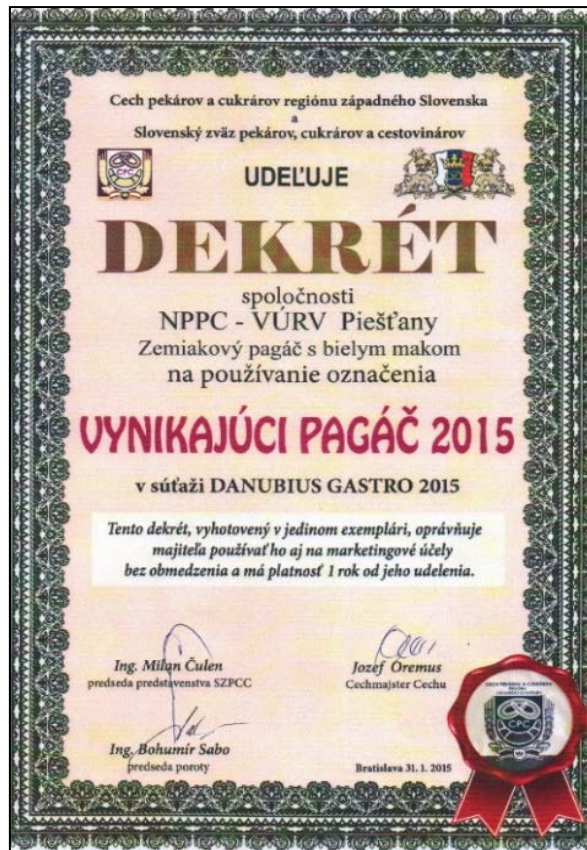 Cech pekárov a cukrárov regiónu západného Slovenska
a
Slovenský zväz pekárov, cukrárov a cestovinárov
CPC
UDEĽUJE
DEKRÉT
spoločnosti
NPPC - VÚRV Piešťany
Zemiakový pagáč s bielym makom
na používanie označenia
VYNIKAJÚCI PAGÁČ 2015
v súťaži DANUBIUS GASTRO 2015
Tento dekrét, vyhotovený v jedinom exemplári, oprávňuje
majiteľa používať ho aj na marketingové účely
bez obmedzenia a má platnosť 1 rok od jeho udelenia.
Ing. Milan Čulen
predseda predstavenstva SZPCC
Jozef Oremus
Cechmajster Cechu
Ing. Bohumír Sabo
predseda poroty
Bratislava 31. 1. 2015
CPC